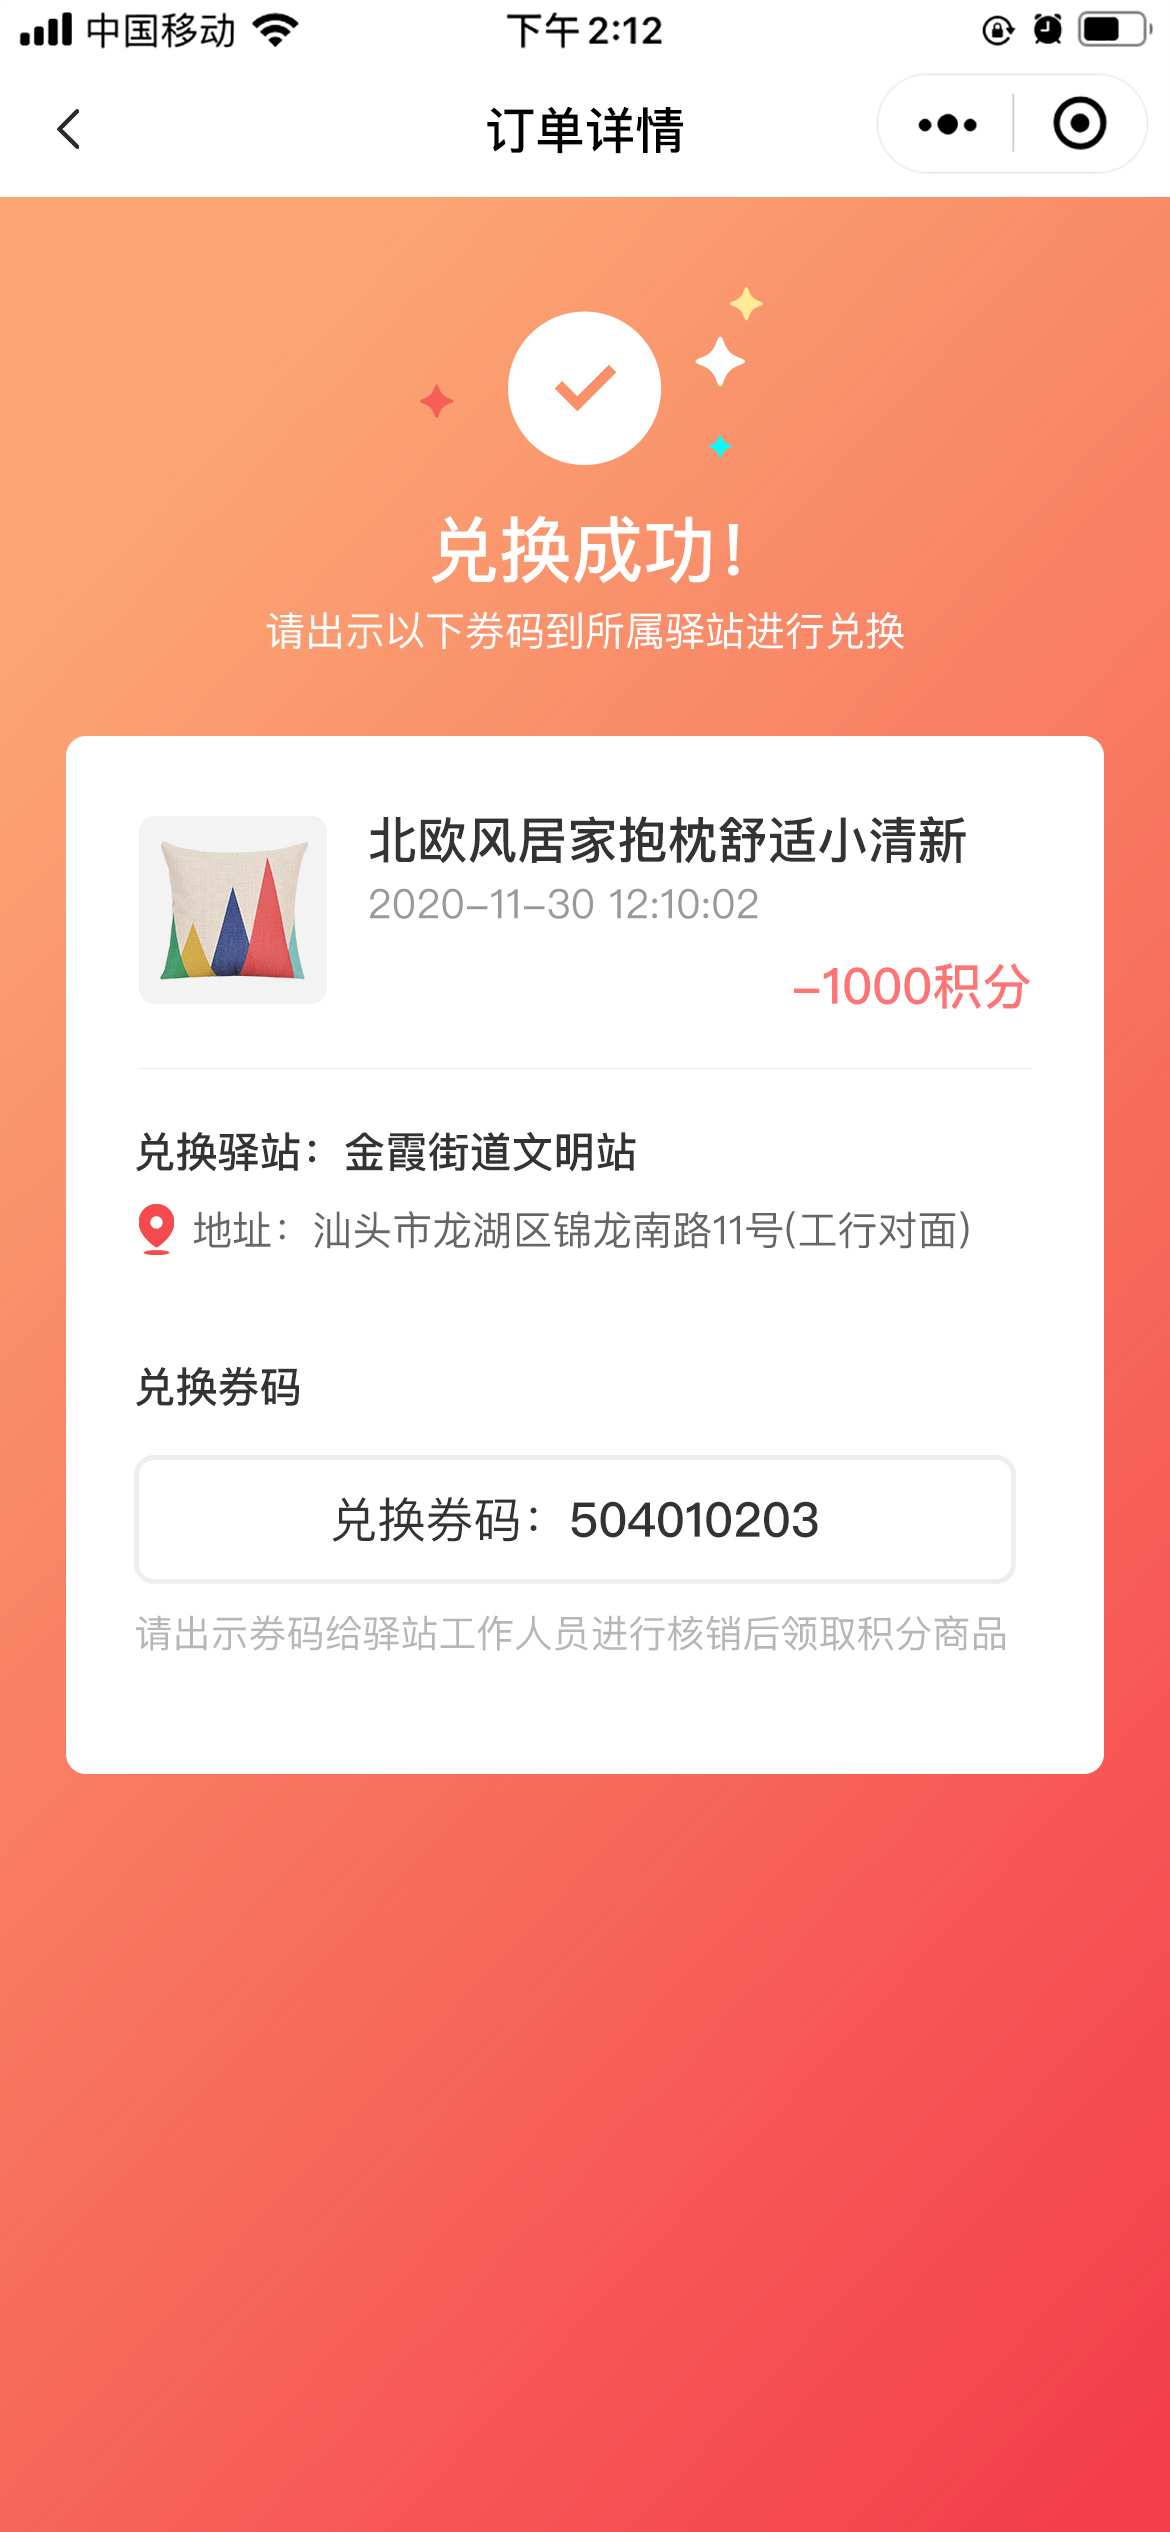 中国移动
下午2:12
订单详情
兑换成功！
请出示以下券码到所属驿站进行兑换
北欧风居家抱枕舒适小清新
2020–11–30 12:10:02
–1000积分
兑换驿站：金霞街道文明站
地址：汕头市龙湖区锦龙南路11号(工行对面)
兑换券码
兑换券码：504010203
请出示券码给驿站工作人员进行核销后领取积分商品